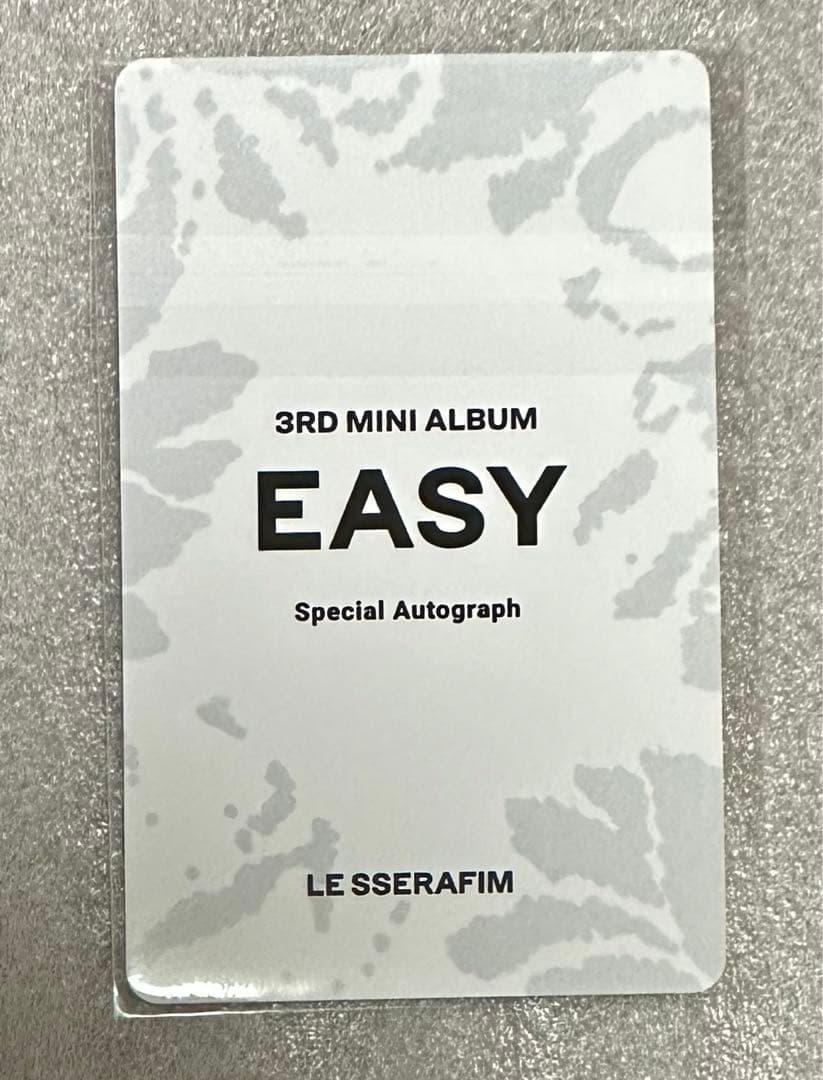 3RD MINI ALBUM
EASY
Special Autograph
LE SSERAFIM